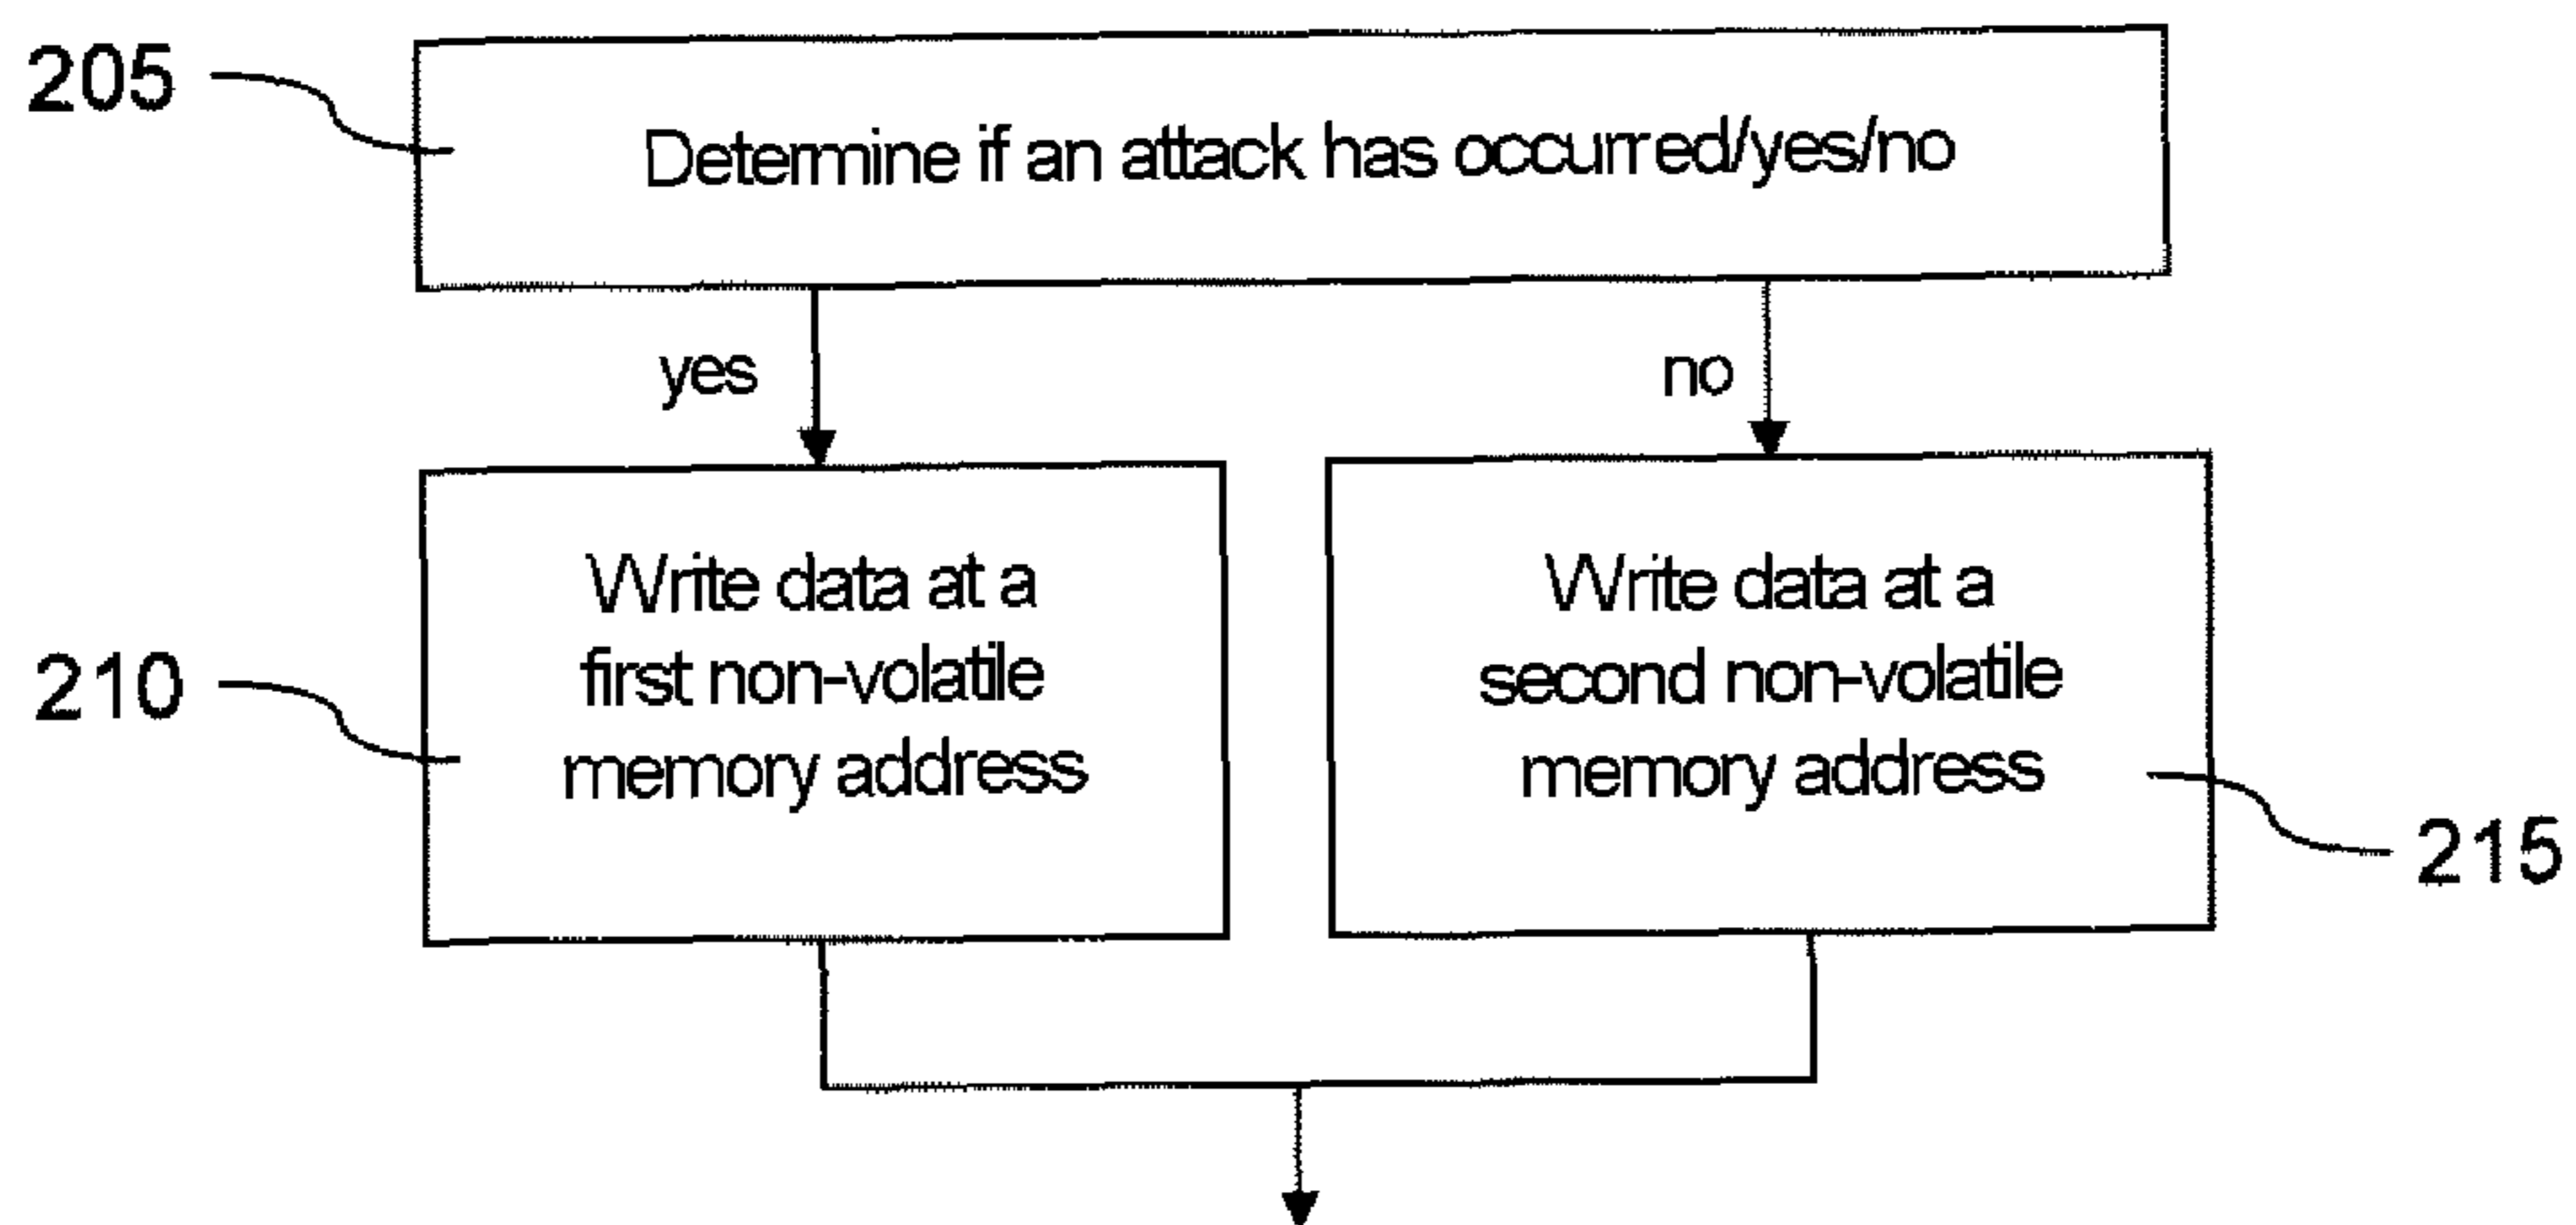 205
Determine if an attack has occurred/yes/no
yes
no
Write data at a
first non-volatile
memory address
210
Write data at a
second non-volatile
memory address
215